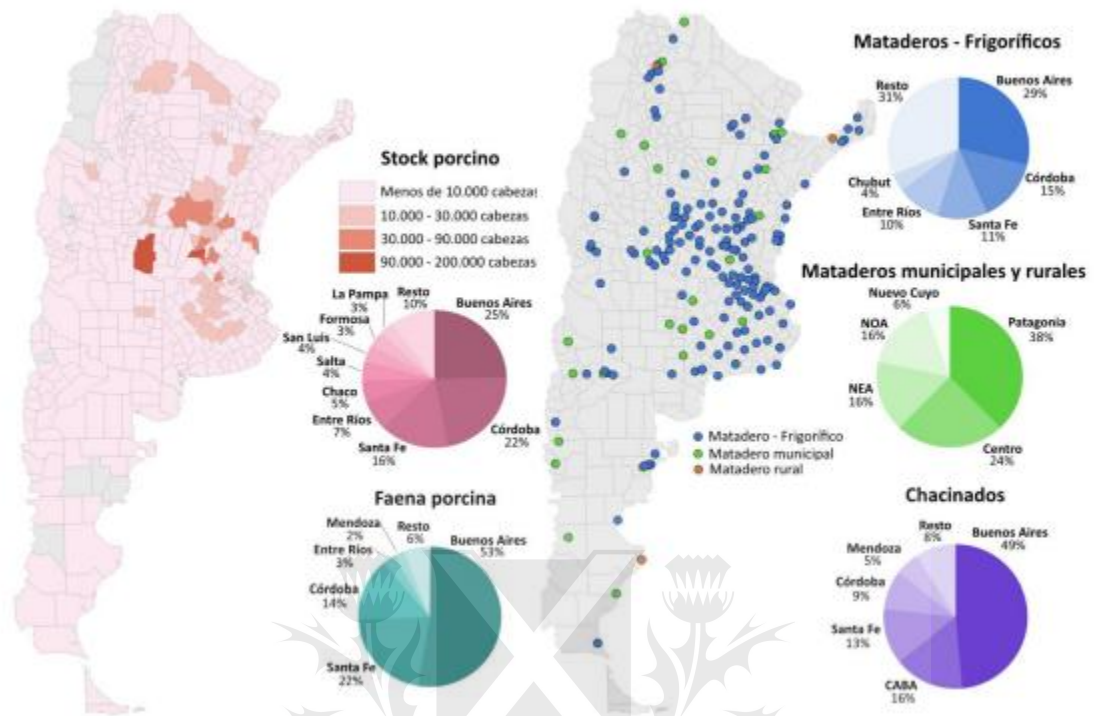 Stock porcino
Menos de 10.000 cabezas
10.000 - 30.000 cabezas
30.000 - 90.000 cabezas
90.000 - 200.000 cabezas
La Pampa
3%
Resto
10%
Buenos Aires
25%
Formosa
3%
San Luis
4%
Salta
4%
Chaco
5%
Entre Ríos
7%
Santa Fe
16%
Córdoba
22%
Faena porcina
Mendoza
2%
Resto
6%
Buenos Aires
53%
Entre Ríos
3%
Córdoba
14%
Santa Fe
22%
Matadero - Frigorífico
Matadero municipal
Matadero rural
Mataderos - Frigoríficos
Resto
31%
Buenos Aires
29%
Chubut
4%
Córdoba
15%
Entre Ríos
10%
Santa Fe
11%
Mataderos municipales y rurales
Nuevo Cuyo
6%
NOA
16%
Patagonia
38%
NEA
16%
Centro
24%
Chacinados
Resto
8%
Buenos Aires
49%
Mendoza
5%
Córdoba
9%
Santa Fe
13%
CABA
16%